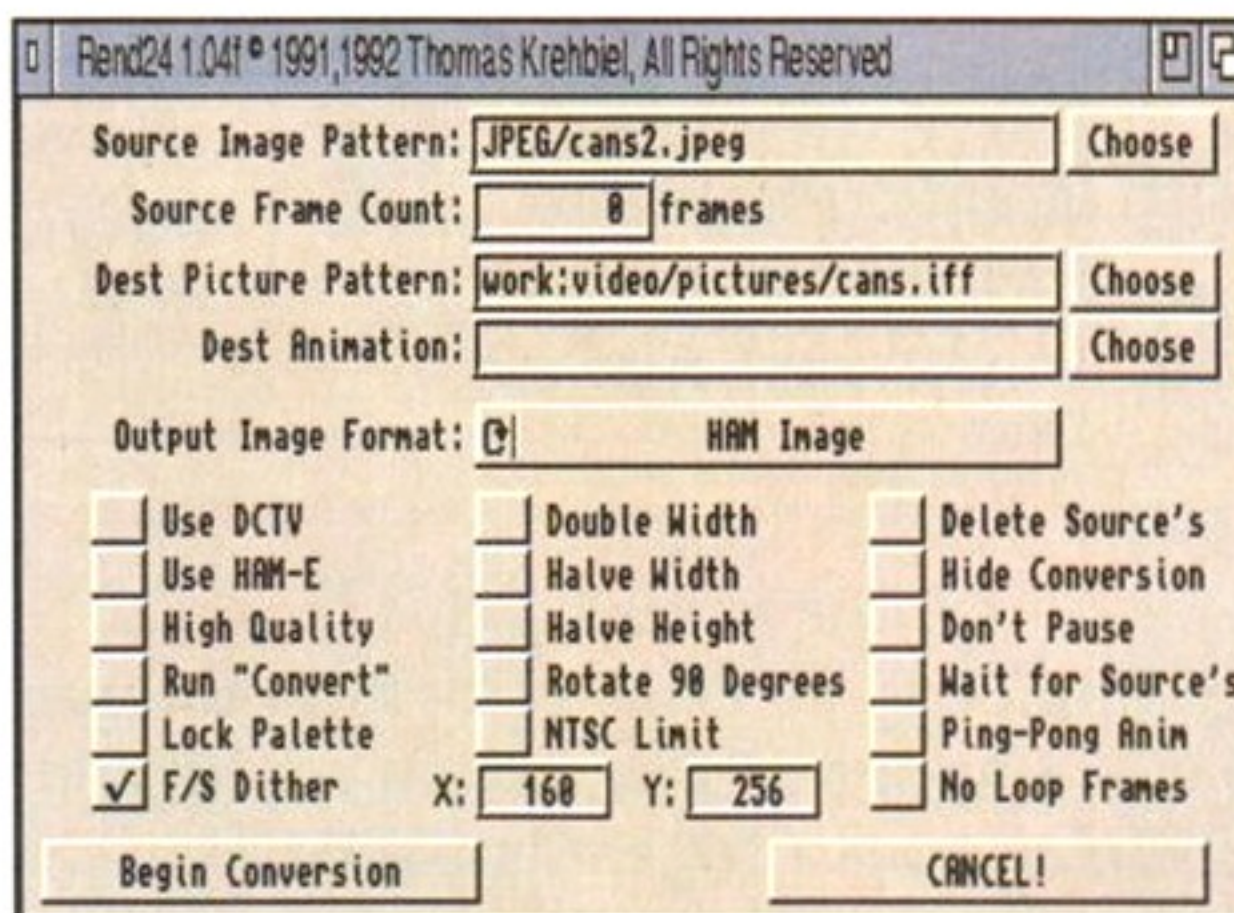 Rend24 1.04f © 1991,1992 Thomas Krehbiel, All Rights Reserved
Source Image Pattern: JPEG/cans2.jpeg Choose
Source Frame Count: 0 frames
Dest Picture Pattern: work:video/pictures/cans.iff Choose
Dest Animation: Choose
Output Image Format: HAM Image
Use DCTV Double Width Delete Source's
Use HAM-E Halve Width Hide Conversion
High Quality Halve Height Don't Pause
Run "Convert" Rotate 90 Degrees Wait for Source's
Lock Palette NTSC Limit Ping-Pong Anim
F/S Dither X: 160 Y: 256 No Loop Frames
Begin Conversion CANCEL!